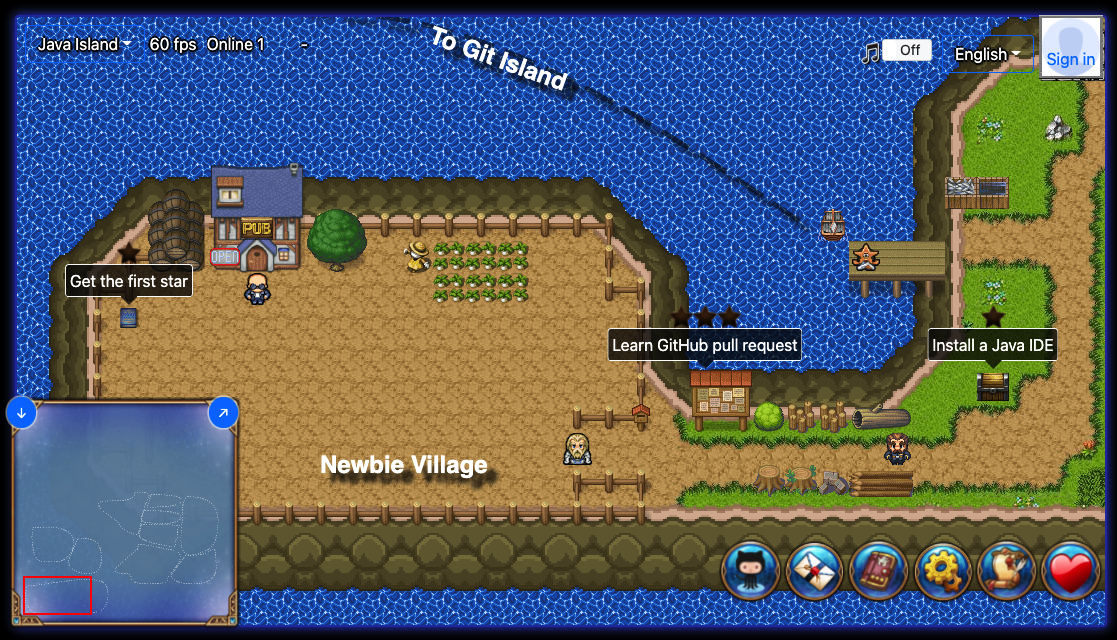 Java Island
60 fps
Online 1
-
To Git Island
Off
English
Sign in
PUB
OPEN
Get the first star
Learn GitHub pull request
Install a Java IDE
Newbie Village